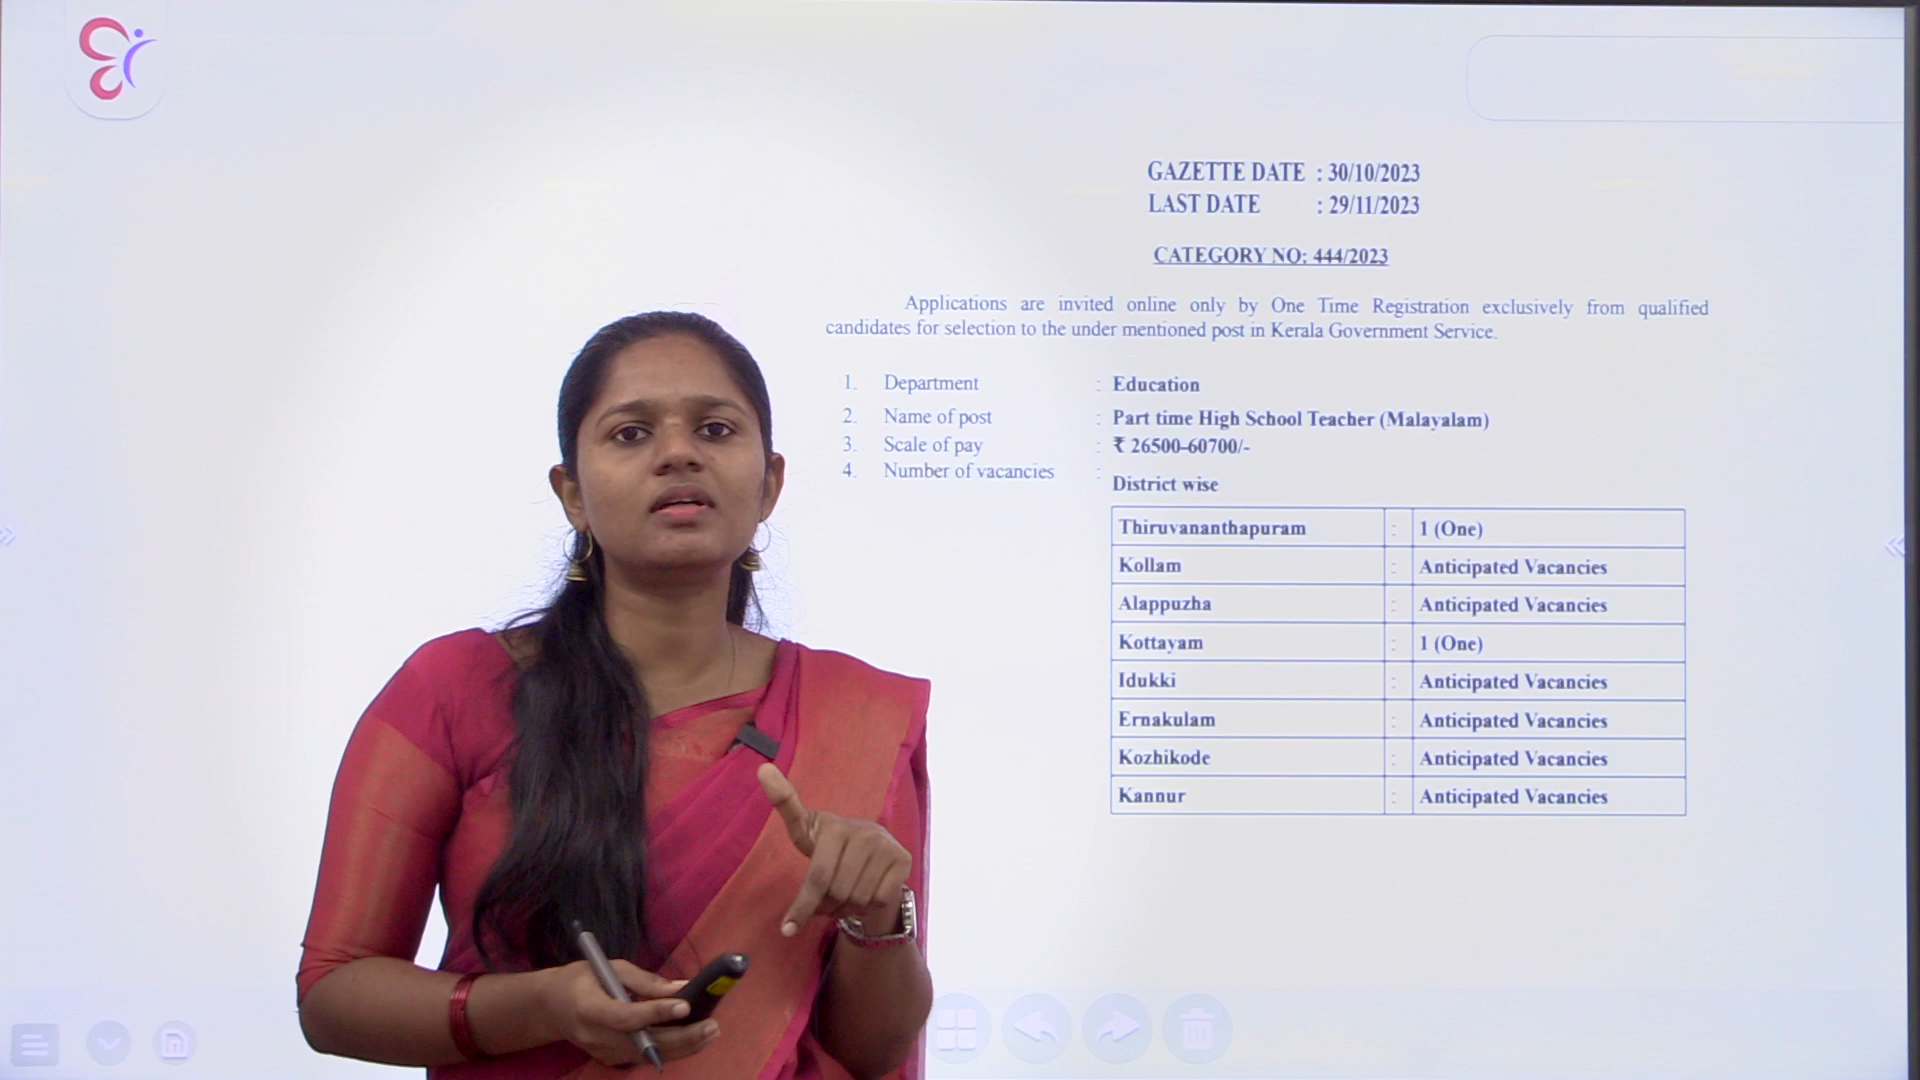 GAZETTE DATE : 30/10/2023
LAST DATE : 29/11/2023
CATEGORY NO: 444/2023
Applications are invited online only by One Time Registration exclusively from qualified
candidates for selection to the under mentioned post in Kerala Government Service.
1. Department : Education
2. Name of post : Part time High School Teacher (Malayalam)
3. Scale of pay : ₹ 26500-60700/-
4. Number of vacancies :
District wise
Thiruvananthapuram : 1 (One)
Kollam : Anticipated Vacancies
Alappuzha : Anticipated Vacancies
Kottayam : 1 (One)
Idukki : Anticipated Vacancies
Ernakulam : Anticipated Vacancies
Kozhikode : Anticipated Vacancies
Kannur : Anticipated Vacancies